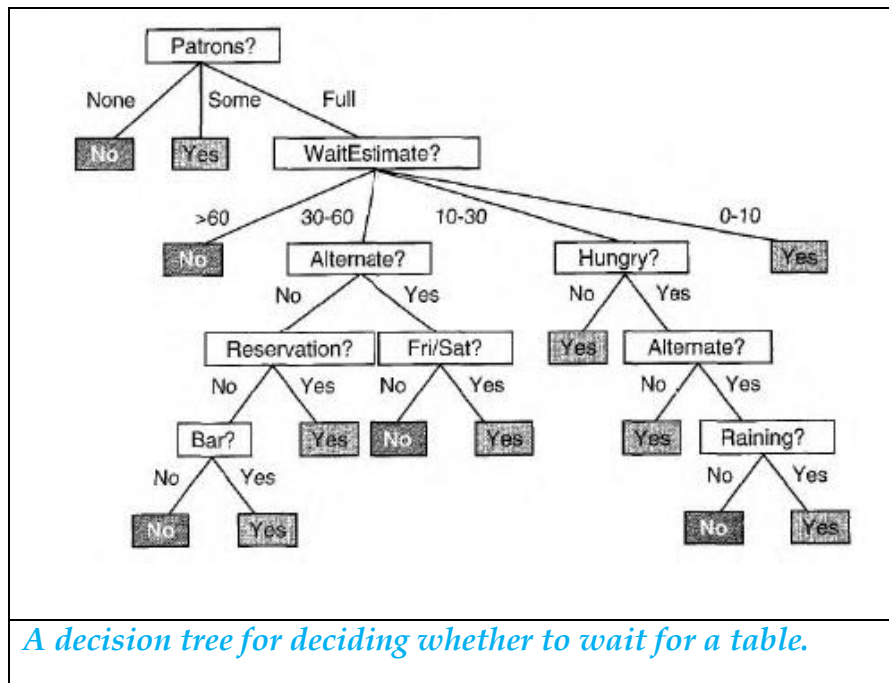 Patrons?
None Some Full
No Yes WaitEstimate?
>60 30-60 10-30 0-10
No Alternate? Hungry? Yes
No Yes No Yes
Reservation? Fri/Sat? Yes Alternate?
No Yes No Yes No Yes
Bar? Yes No Yes Yes Raining?
No Yes No Yes
No Yes No Yes
A decision tree for deciding whether to wait for a table.